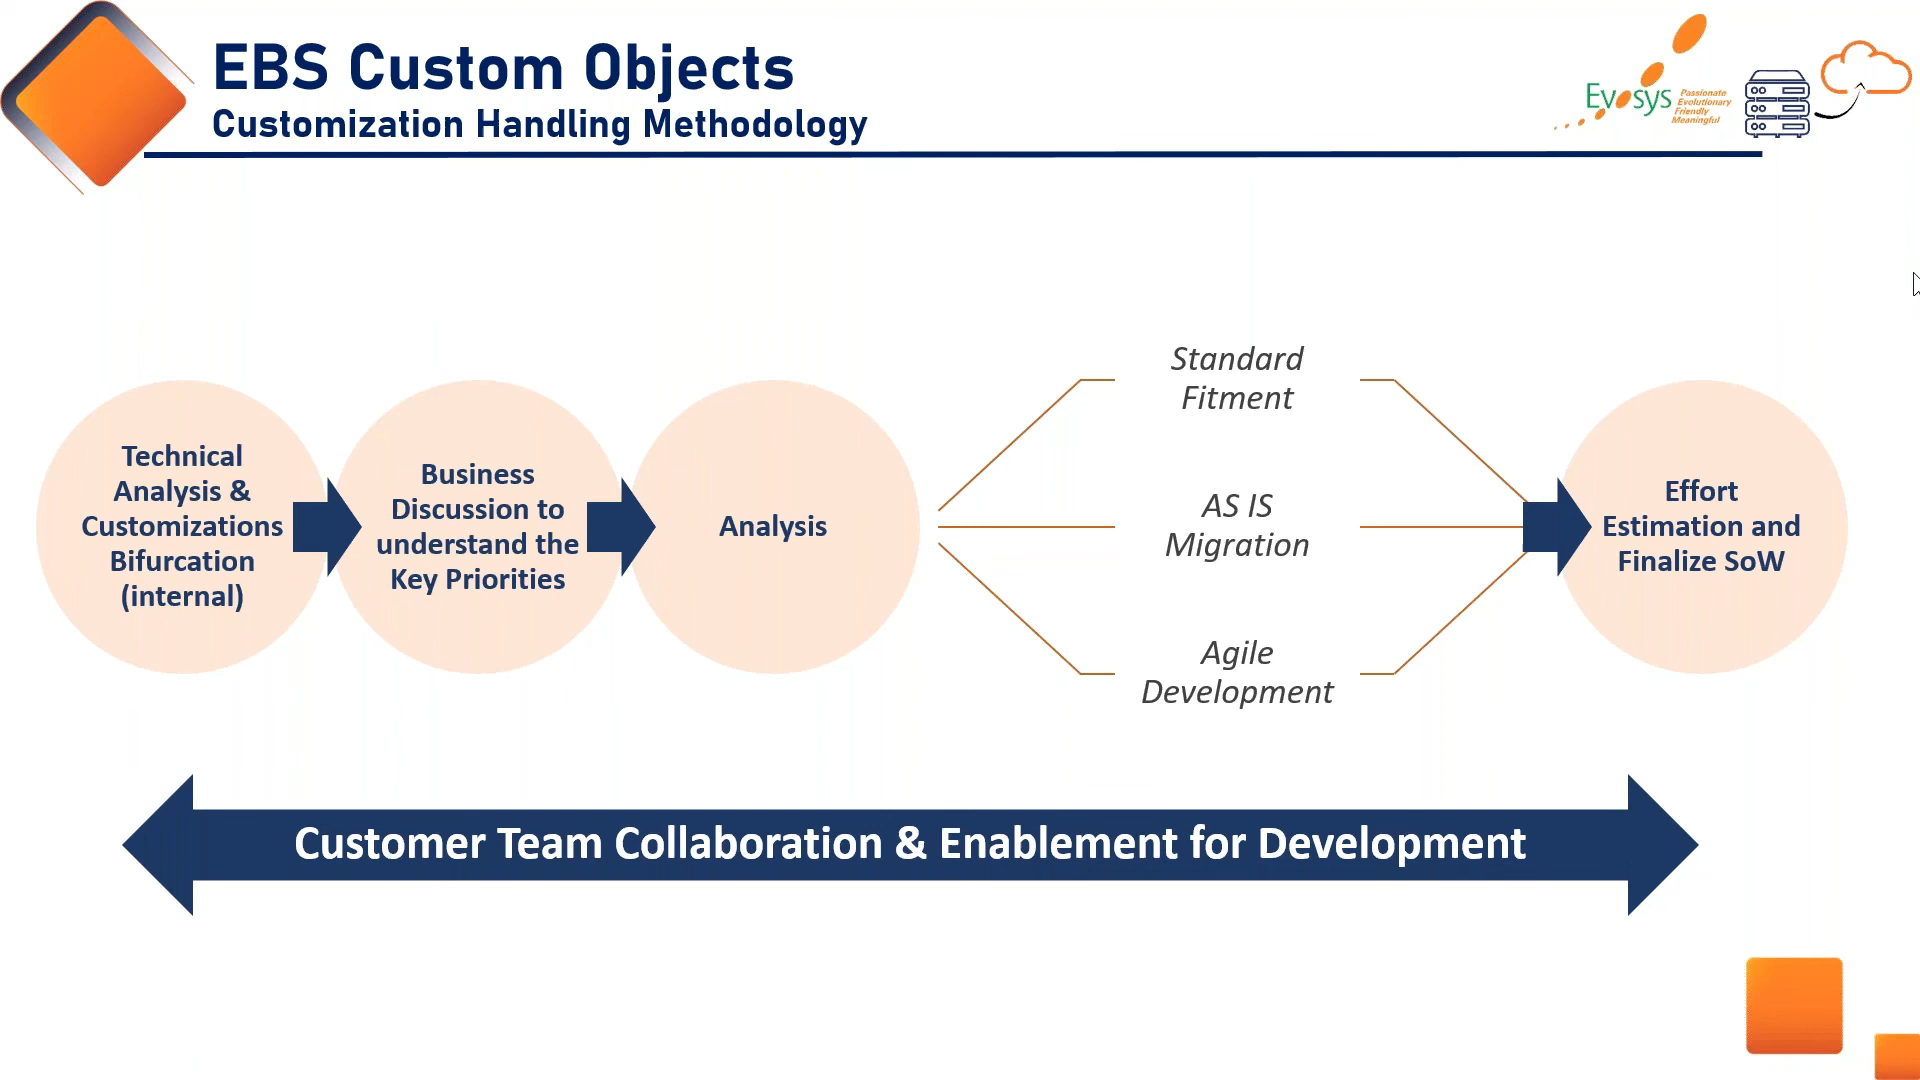 EBS Custom Objects
Customization Handling Methodology
Evosys
Passionate
Evolutionary
Friendly
Meaningful
Technical
Analysis &
Customizations
Bifurcation
(internal)
Business
Discussion to
understand the
Key Priorities
Analysis
Standard
Fitment
AS IS
Migration
Agile
Development
Effort
Estimation and
Finalize SoW
Customer Team Collaboration & Enablement for Development